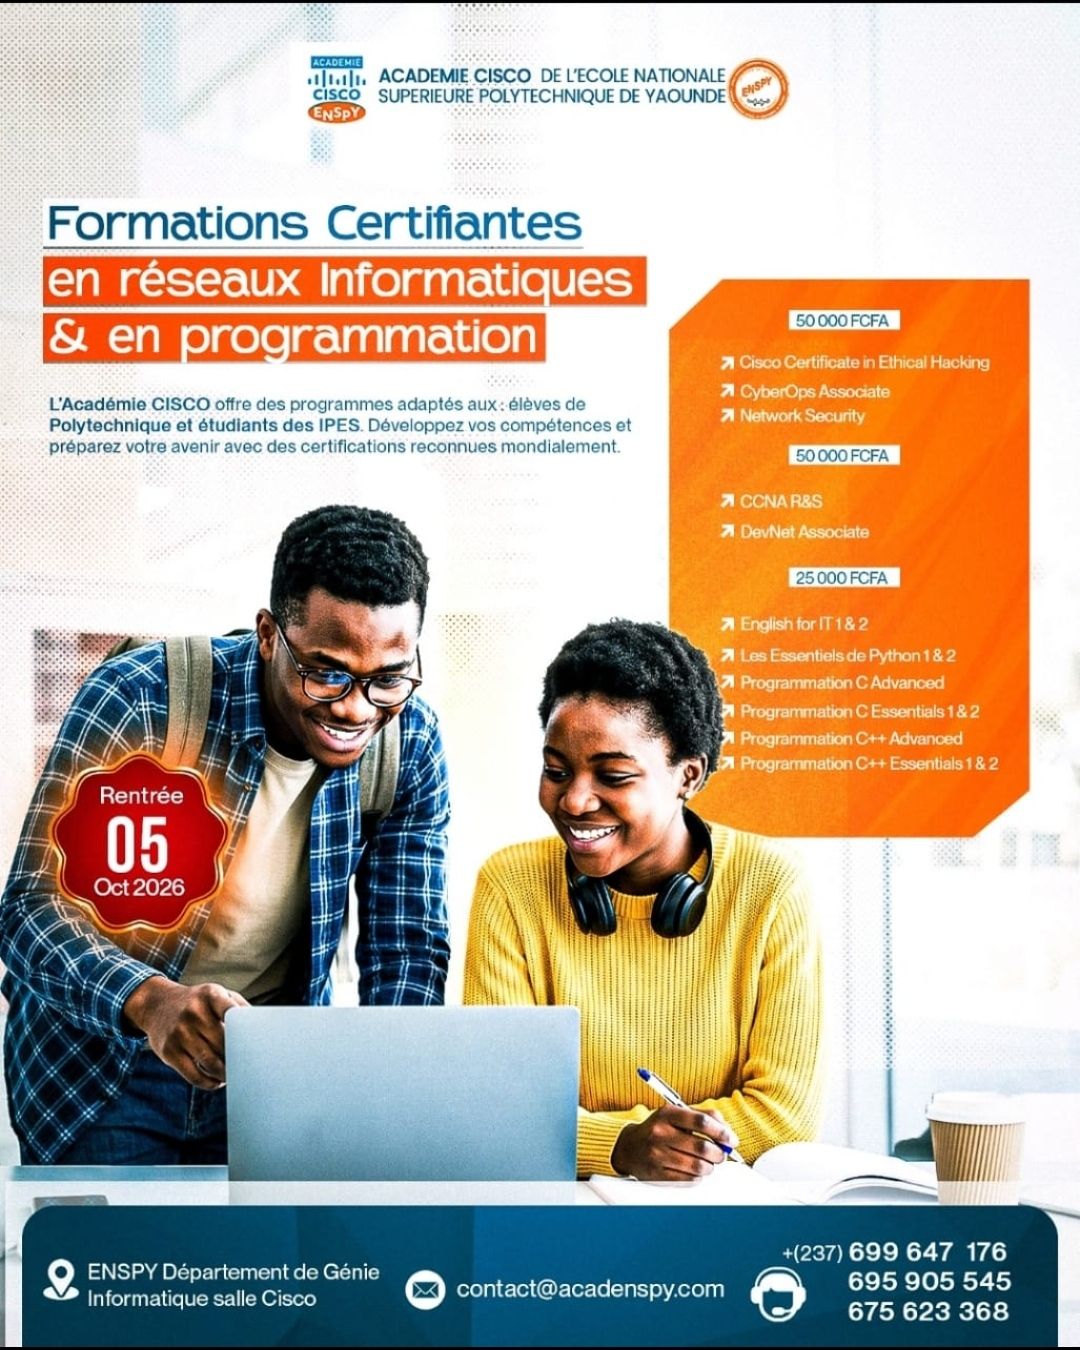 ACADEMIE
CISCO
ENSPY
ACADEMIE CISCO DE L'ECOLE NATIONALE
SUPERIEURE POLYTECHNIQUE DE YAOUNDE
ENSPY
Formations Certifiantes
en réseaux Informatiques
& en programmation
L'Académie CISCO offre des programmes adaptés aux : élèves de
Polytechnique et étudiants des IPES. Développez vos compétences et
préparez votre avenir avec des certifications reconnues mondialement.
50 000 FCFA
Cisco Certificate in Ethical Hacking
CyberOps Associate
Network Security
50 000 FCFA
CCNA R&S
DevNet Associate
25 000 FCFA
English for IT 1 & 2
Les Essentiels de Python 1 & 2
Programmation C Advanced
Programmation C Essentials 1 & 2
Programmation C++ Advanced
Programmation C++ Essentials 1 & 2
Rentrée
05
Oct 2026
ENSPY Département de Génie
Informatique salle Cisco
contact@acadenspy.com
+(237) 699 647 176
695 905 545
675 623 368